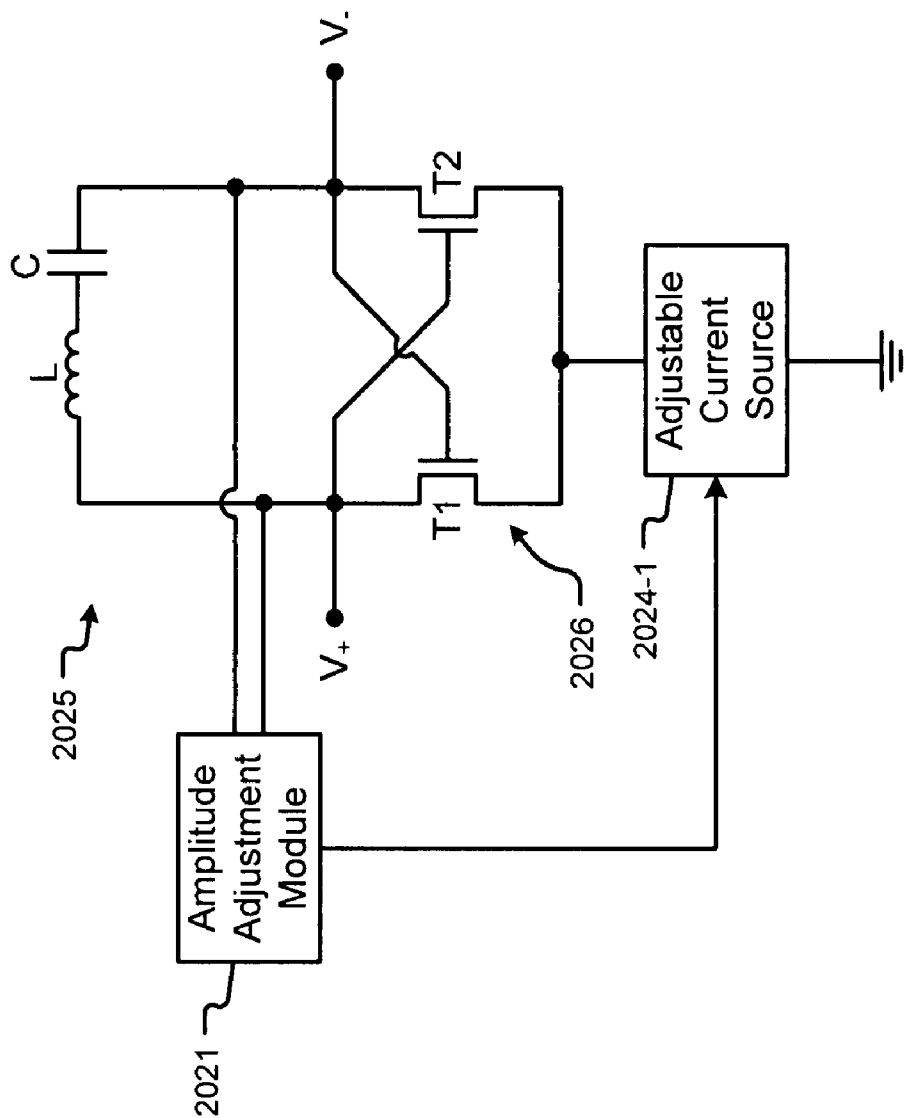 2025
L
C
2021
Amplitude
Adjustment
Module
V+
V-
T1
T2
2026
2024-1
Adjustable
Current
Source